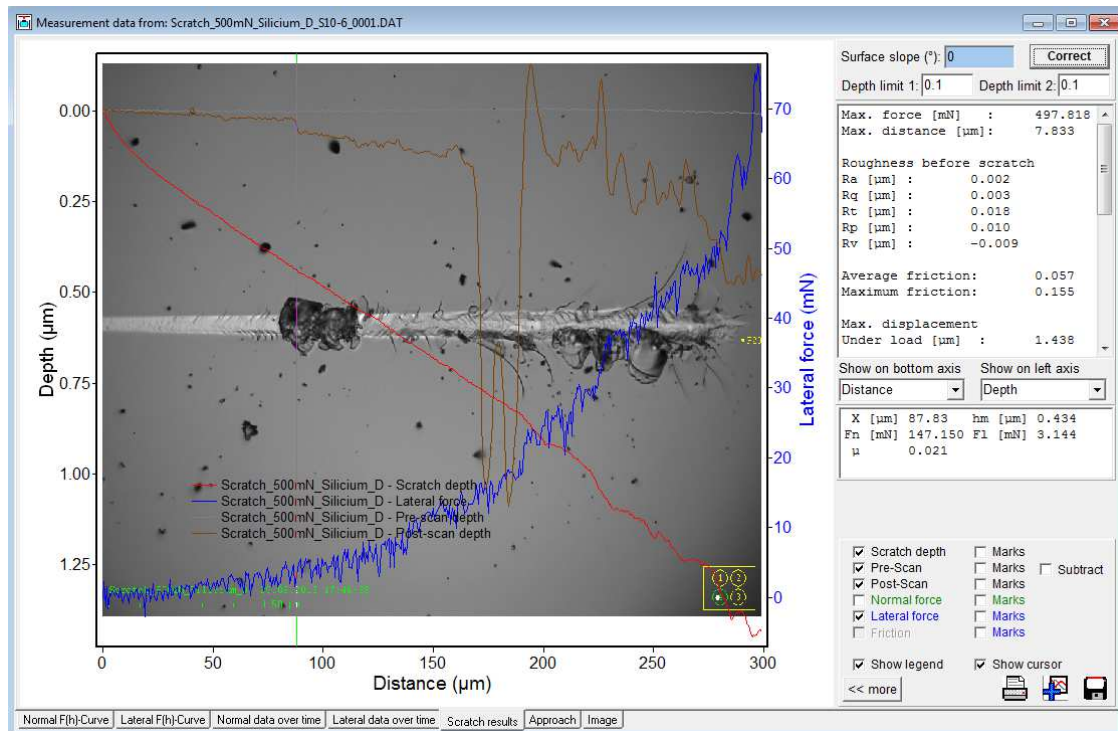 Measurement data from: Scratch_500mN_Silicium_D_S10-6_0001.DAT
Surface slope (°): 0 Correct
Depth limit 1: 0.1 Depth limit 2: 0.1
Max. force [mN] : 497.818
Max. distance [µm]: 7.833
Roughness before scratch
Ra [µm] : 0.002
Rq [µm] : 0.003
Rt [µm] : 0.018
Rp [µm] : 0.010
Rv [µm] : -0.009
Average friction: 0.057
Maximum friction: 0.155
Max. displacement
Under load [µm] : 1.438
Show on bottom axis Show on left axis
Distance Depth
X [µm] 87.83 hm [µm] 0.434
Fn [mN] 147.150 Fl [mN] 3.144
µ 0.021
Scratch depth Marks
Pre-Scan Marks Subtract
Post-Scan Marks
Normal force Marks
Lateral force Marks
Friction Marks
Show legend Show cursor
<< more
Depth (µm)
0.00
0.25
0.50
0.75
1.00
1.25
Lateral force (mN)
70
60
50
40
30
20
10
0
Scratch_500mN_Silicium_D - Scratch depth
Scratch_500mN_Silicium_D - Lateral force
Scratch_500mN_Silicium_D - Pre-scan depth
Scratch_500mN_Silicium_D - Post-scan depth
1 2
3
0 50 100 150 200 250 300
Distance (µm)
Normal F(h)-Curve Lateral F(h)-Curve Normal data over time Lateral data over time Scratch results Approach Image